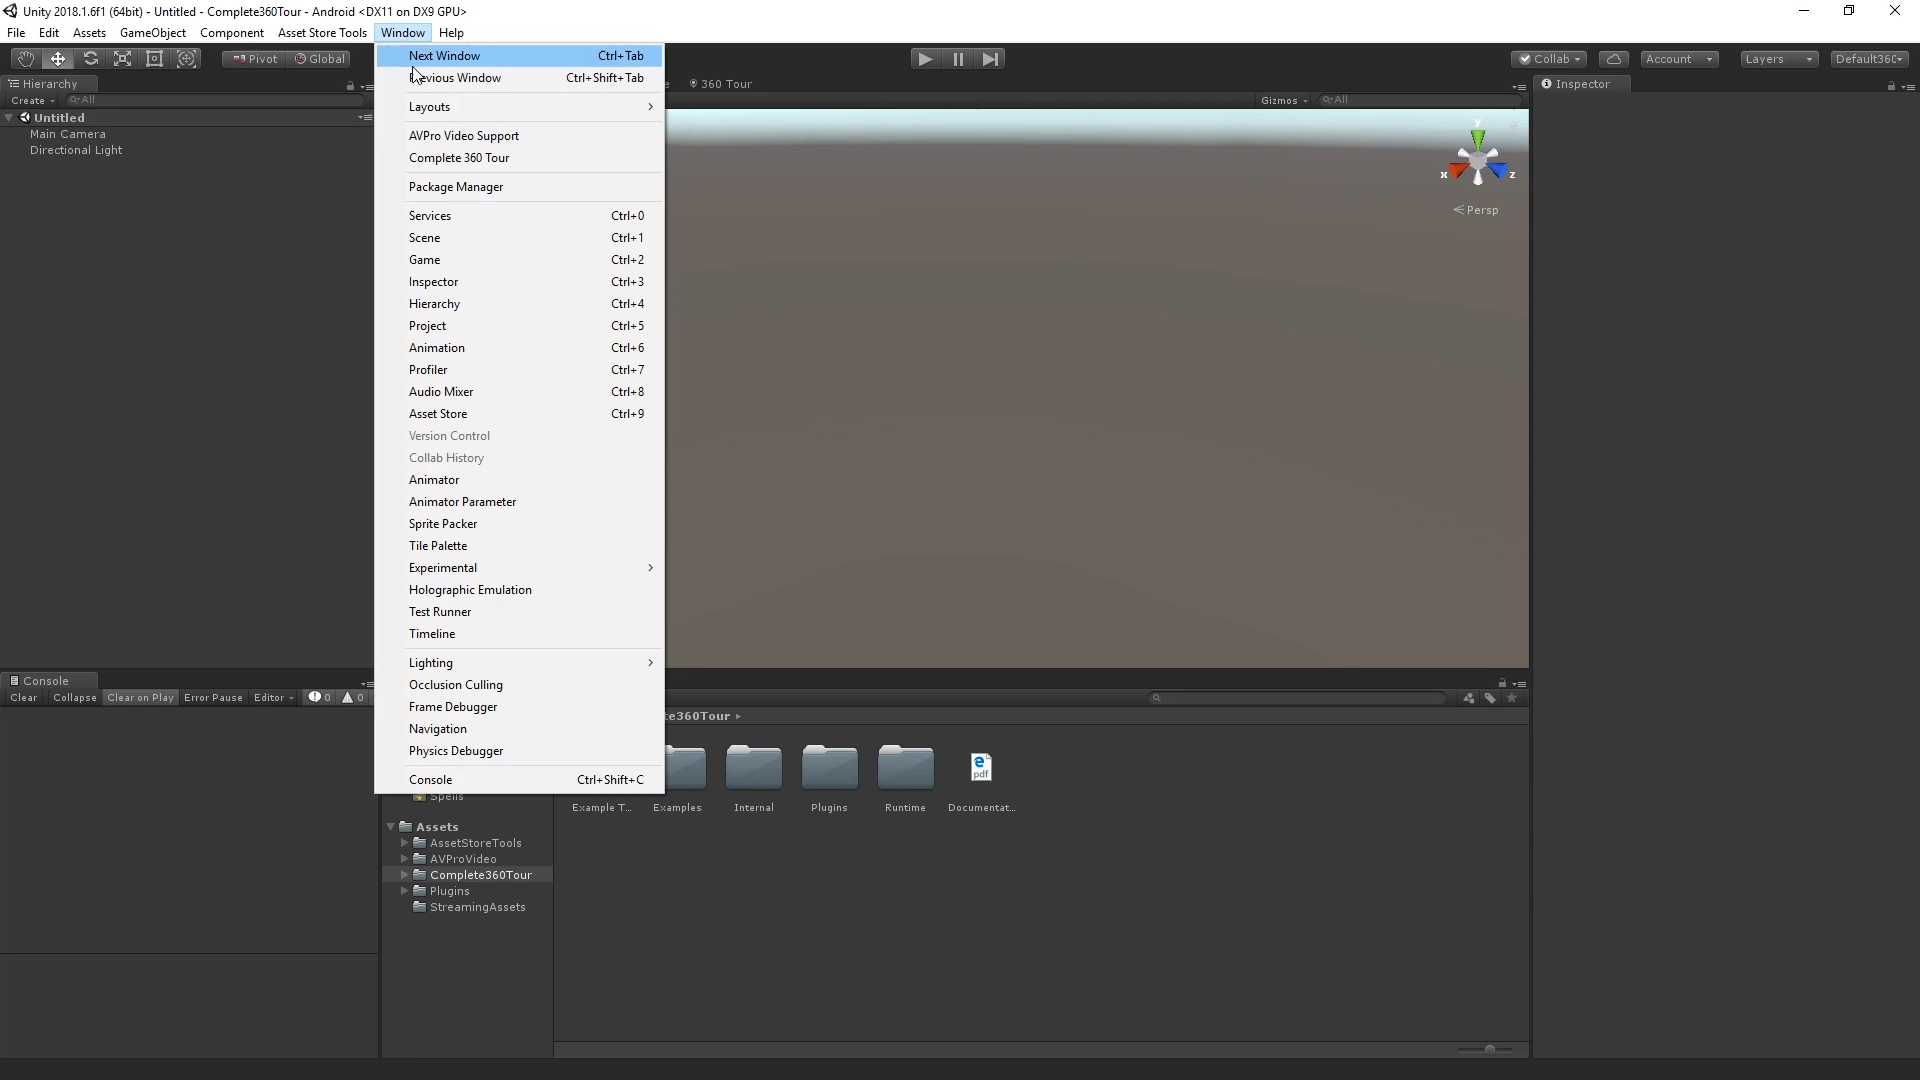 Unity 2018.1.6f1 (64bit) - Untitled - Complete360Tour - Android <DX11 on DX9 GPU>
File Edit Assets GameObject Component Asset Store Tools Window Help
Pivot Global
Collab Account Layers Default36
Hierarchy
Create All
Untitled
Main Camera
Directional Light
Next Window Ctrl+Tab
Window Ctrl+Shift+Tab
Layouts
AVPro Video Support
Complete 360 Tour
Package Manager
Services Ctrl+0
Scene Ctrl+1
Game Ctrl+2
Inspector Ctrl+3
Hierarchy Ctrl+4
Project Ctrl+5
Animation Ctrl+6
Profiler Ctrl+7
Audio Mixer Ctrl+8
Asset Store Ctrl+9
Version Control
Collab History
Animator
Animator Parameter
Sprite Packer
Tile Palette
Experimental
Holographic Emulation
Test Runner
Timeline
Lighting
Occlusion Culling
Frame Debugger
Navigation
Physics Debugger
Console Ctrl+Shift+C
360 Tour
Gizmos All
y
x z
Persp
Inspector
Console
Clear Collapse Clear on Play Error Pause Editor 0 0
te360Tour
pdf
Example T... Examples Internal Plugins Runtime Documentat...
Spells
Assets
AssetStoreTools
AVProVideo
Complete360Tour
Plugins
StreamingAssets